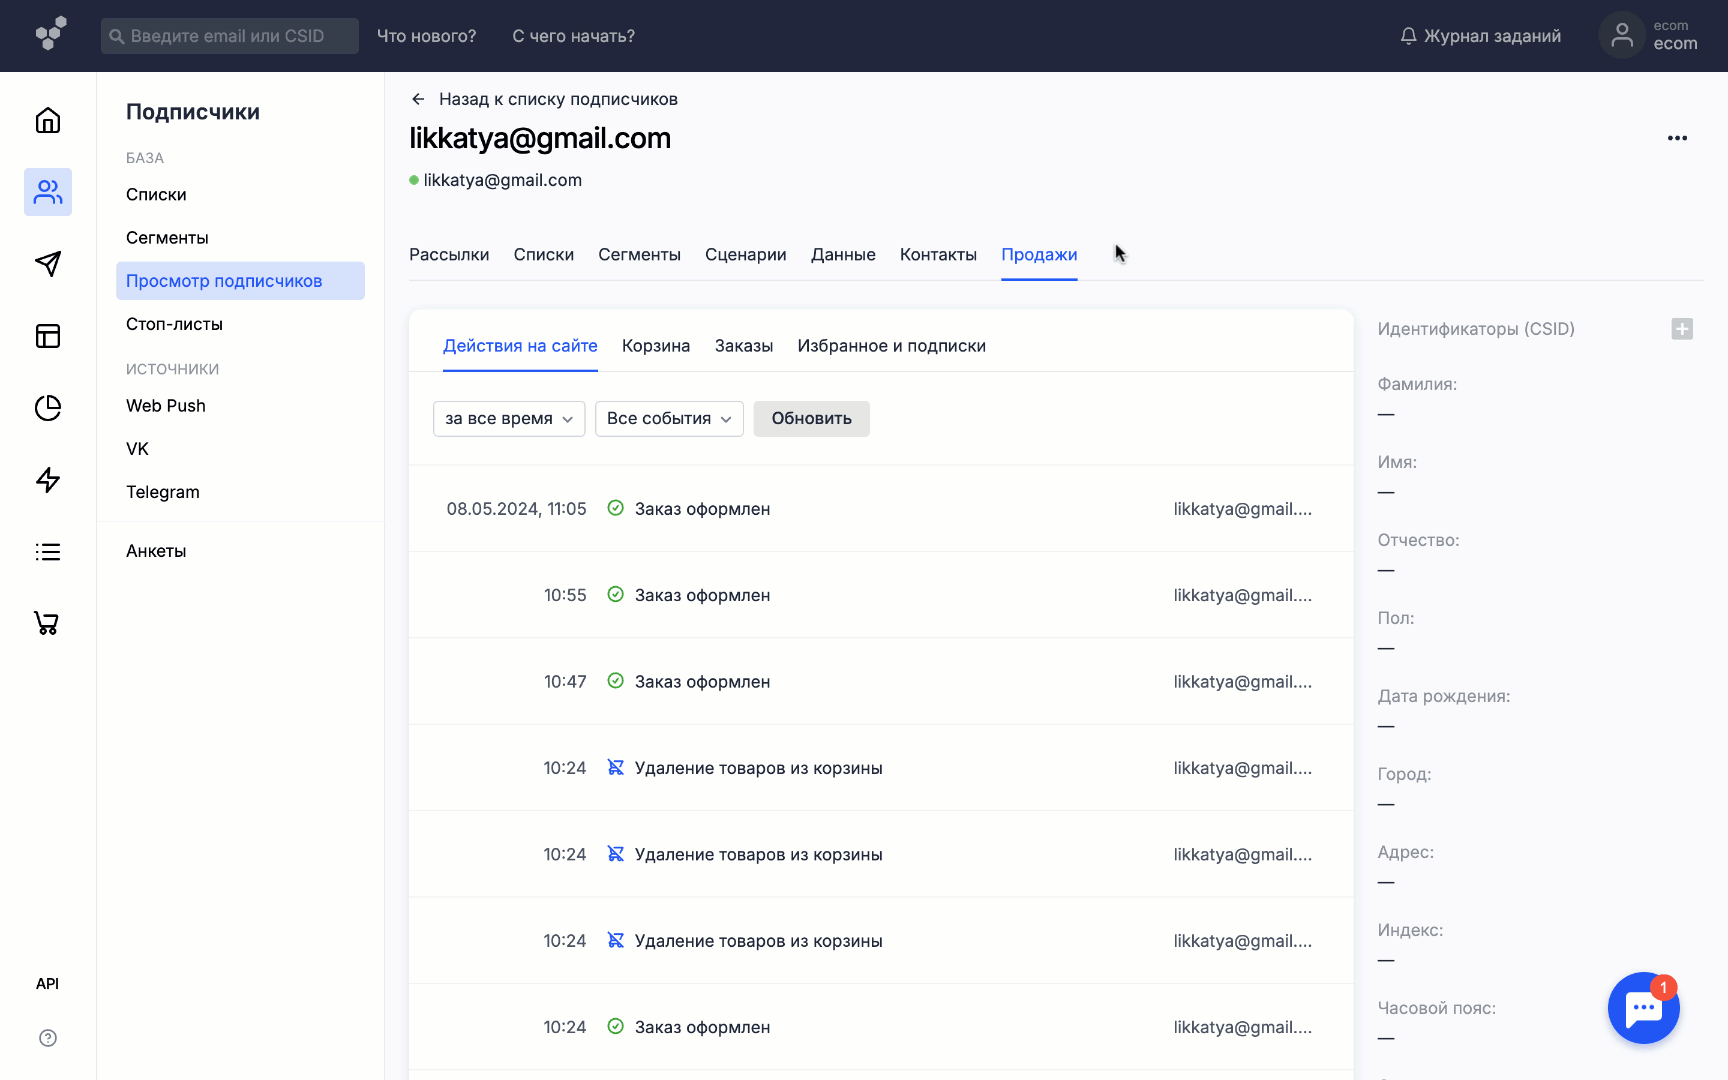 Введите email или CSID
Что нового?
С чего начать?
Журнал заданий
ecom
ecom
Подписчики
БАЗА
Списки
Сегменты
Просмотр подписчиков
Стоп-листы
ИСТОЧНИКИ
Web Push
VK
Telegram
Анкеты
API
Назад к списку подписчиков
likkatya@gmail.com
likkatya@gmail.com
Рассылки Списки Сегменты Сценарии Данные Контакты Продажи
Действия на сайте Корзина Заказы Избранное и подписки
за все время Все события Обновить
08.05.2024, 11:05 Заказ оформлен likkatya@gmail....
10:55 Заказ оформлен likkatya@gmail....
10:47 Заказ оформлен likkatya@gmail....
10:24 Удаление товаров из корзины likkatya@gmail....
10:24 Удаление товаров из корзины likkatya@gmail....
10:24 Удаление товаров из корзины likkatya@gmail....
10:24 Заказ оформлен likkatya@gmail....
Идентификаторы (CSID)
Фамилия:
—
Имя:
—
Отчество:
—
Пол:
—
Дата рождения:
—
Город:
—
Адрес:
—
Индекс:
—
Часовой пояс:
—
1